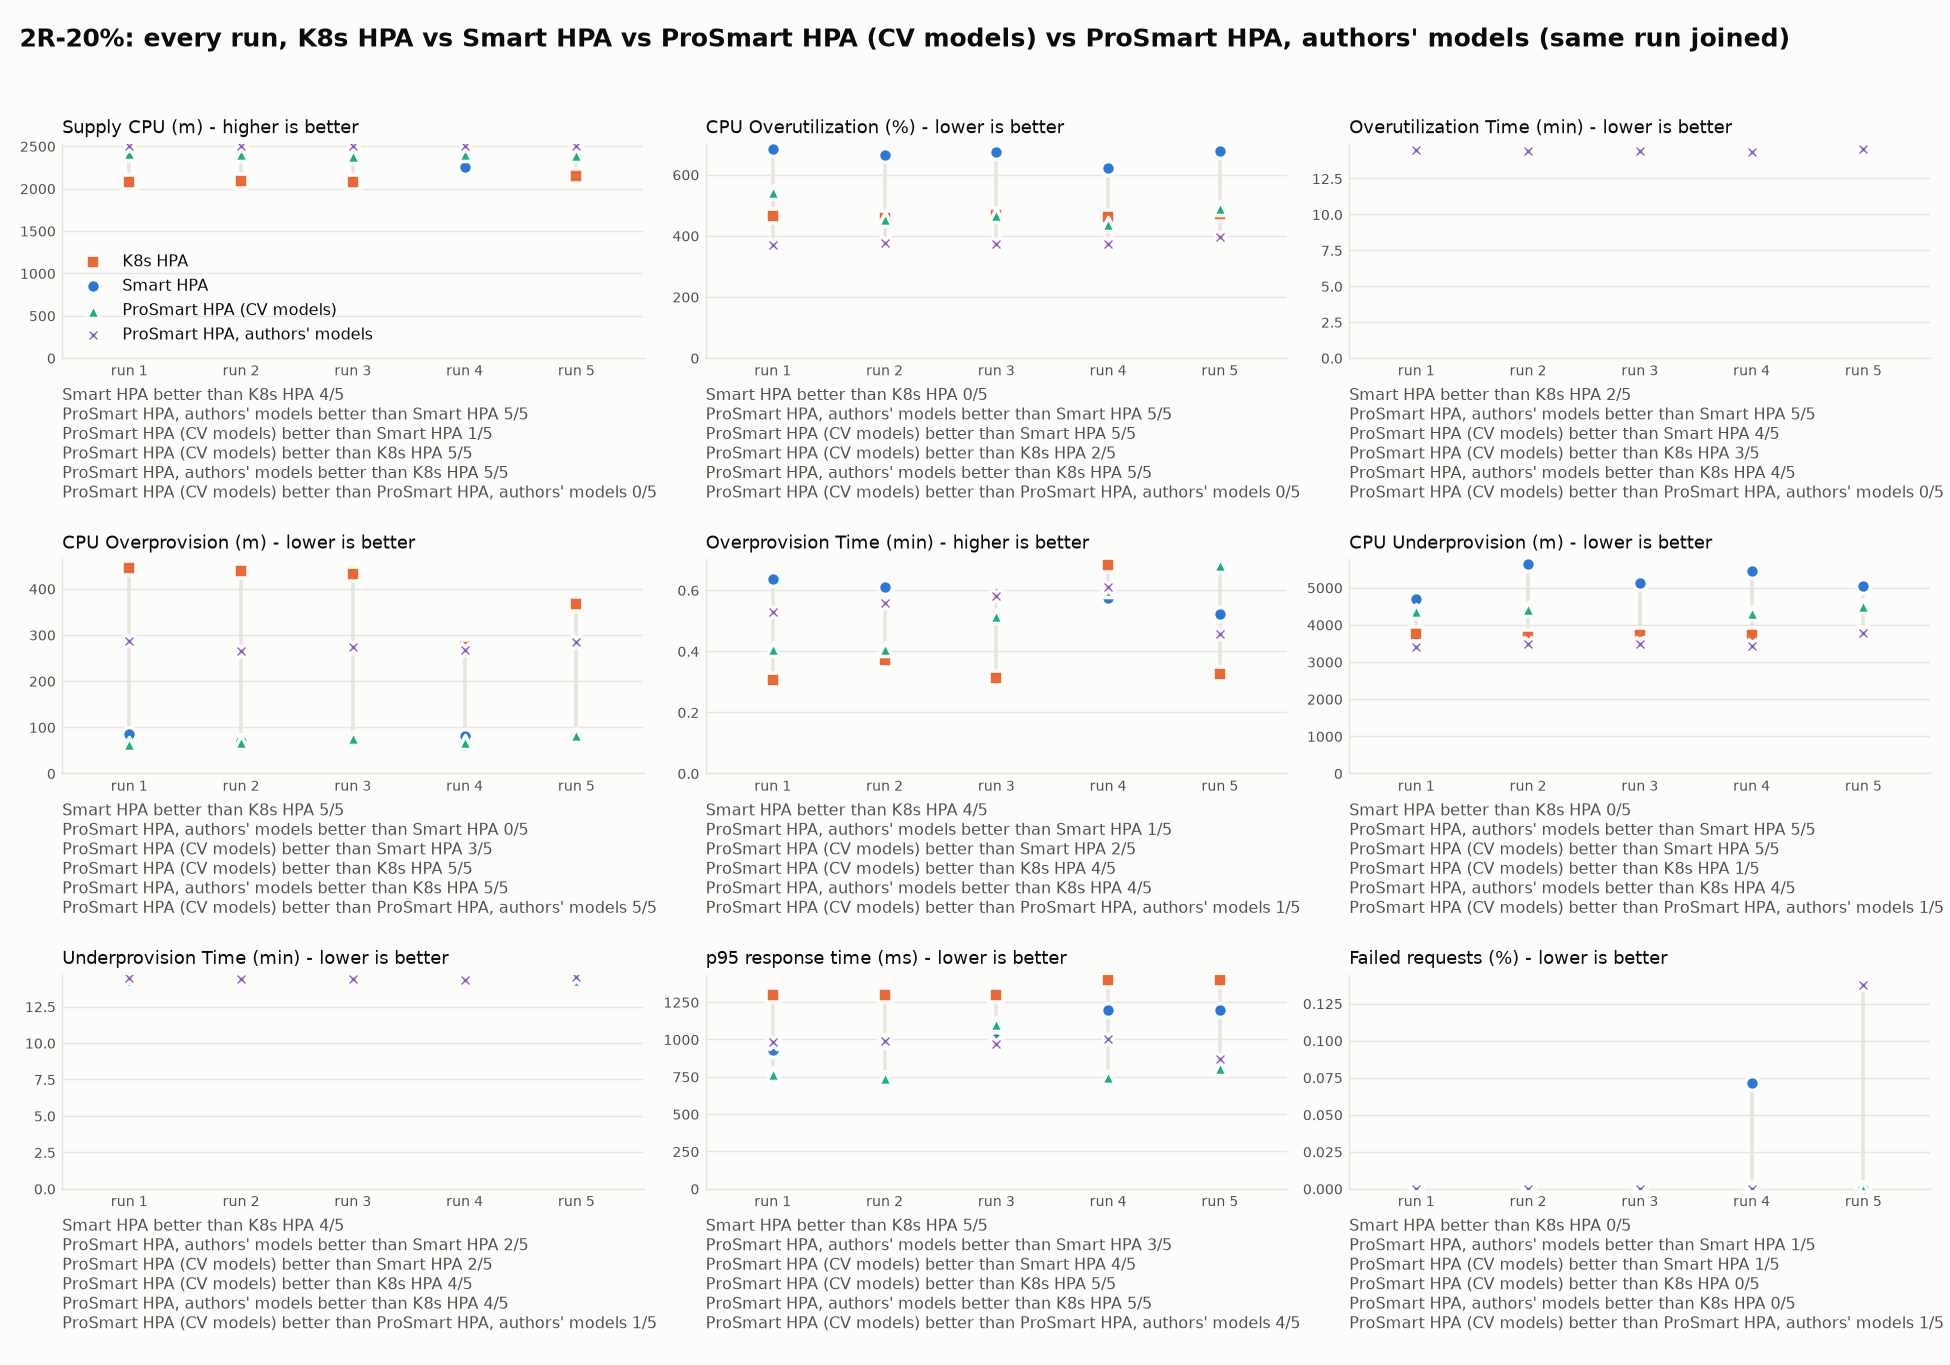 2R-20%: every run, K8s HPA vs Smart HPA vs ProSmart HPA (CV models) vs ProSmart HPA, authors' models (same run joined)
Supply CPU (m) - higher is better
2500
2000
1500
1000
500
0
K8s HPA
Smart HPA
ProSmart HPA (CV models)
ProSmart HPA, authors' models
run 1 run 2 run 3 run 4 run 5
Smart HPA better than K8s HPA 4/5
ProSmart HPA, authors' models better than Smart HPA 5/5
ProSmart HPA (CV models) better than Smart HPA 1/5
ProSmart HPA (CV models) better than K8s HPA 5/5
ProSmart HPA, authors' models better than K8s HPA 5/5
ProSmart HPA (CV models) better than ProSmart HPA, authors' models 0/5
CPU Overutilization (%) - lower is better
600
400
200
0
run 1 run 2 run 3 run 4 run 5
Smart HPA better than K8s HPA 0/5
ProSmart HPA, authors' models better than Smart HPA 5/5
ProSmart HPA (CV models) better than Smart HPA 5/5
ProSmart HPA (CV models) better than K8s HPA 2/5
ProSmart HPA, authors' models better than K8s HPA 5/5
ProSmart HPA (CV models) better than ProSmart HPA, authors' models 0/5
Overutilization Time (min) - lower is better
12.5
10.0
7.5
5.0
2.5
0.0
run 1 run 2 run 3 run 4 run 5
Smart HPA better than K8s HPA 2/5
ProSmart HPA, authors' models better than Smart HPA 5/5
ProSmart HPA (CV models) better than Smart HPA 4/5
ProSmart HPA (CV models) better than K8s HPA 3/5
ProSmart HPA, authors' models better than K8s HPA 4/5
ProSmart HPA (CV models) better than ProSmart HPA, authors' models 0/5
CPU Overprovision (m) - lower is better
400
300
200
100
0
run 1 run 2 run 3 run 4 run 5
Smart HPA better than K8s HPA 5/5
ProSmart HPA, authors' models better than Smart HPA 0/5
ProSmart HPA (CV models) better than Smart HPA 3/5
ProSmart HPA (CV models) better than K8s HPA 5/5
ProSmart HPA, authors' models better than K8s HPA 5/5
ProSmart HPA (CV models) better than ProSmart HPA, authors' models 5/5
Overprovision Time (min) - higher is better
0.6
0.4
0.2
0.0
run 1 run 2 run 3 run 4 run 5
Smart HPA better than K8s HPA 4/5
ProSmart HPA, authors' models better than Smart HPA 1/5
ProSmart HPA (CV models) better than Smart HPA 2/5
ProSmart HPA (CV models) better than K8s HPA 4/5
ProSmart HPA, authors' models better than K8s HPA 4/5
ProSmart HPA (CV models) better than ProSmart HPA, authors' models 1/5
CPU Underprovision (m) - lower is better
5000
4000
3000
2000
1000
0
run 1 run 2 run 3 run 4 run 5
Smart HPA better than K8s HPA 0/5
ProSmart HPA, authors' models better than Smart HPA 5/5
ProSmart HPA (CV models) better than Smart HPA 5/5
ProSmart HPA (CV models) better than K8s HPA 1/5
ProSmart HPA, authors' models better than K8s HPA 4/5
ProSmart HPA (CV models) better than ProSmart HPA, authors' models 1/5
Underprovision Time (min) - lower is better
12.5
10.0
7.5
5.0
2.5
0.0
run 1 run 2 run 3 run 4 run 5
Smart HPA better than K8s HPA 4/5
ProSmart HPA, authors' models better than Smart HPA 2/5
ProSmart HPA (CV models) better than Smart HPA 2/5
ProSmart HPA (CV models) better than K8s HPA 4/5
ProSmart HPA, authors' models better than K8s HPA 4/5
ProSmart HPA (CV models) better than ProSmart HPA, authors' models 1/5
p95 response time (ms) - lower is better
1250
1000
750
500
250
0
run 1 run 2 run 3 run 4 run 5
Smart HPA better than K8s HPA 5/5
ProSmart HPA, authors' models better than Smart HPA 3/5
ProSmart HPA (CV models) better than Smart HPA 4/5
ProSmart HPA (CV models) better than K8s HPA 5/5
ProSmart HPA, authors' models better than K8s HPA 5/5
ProSmart HPA (CV models) better than ProSmart HPA, authors' models 4/5
Failed requests (%) - lower is better
0.125
0.100
0.075
0.050
0.025
0.000
run 1 run 2 run 3 run 4 run 5
Smart HPA better than K8s HPA 0/5
ProSmart HPA, authors' models better than Smart HPA 1/5
ProSmart HPA (CV models) better than Smart HPA 1/5
ProSmart HPA (CV models) better than K8s HPA 0/5
ProSmart HPA, authors' models better than K8s HPA 0/5
ProSmart HPA (CV models) better than ProSmart HPA, authors' models 1/5